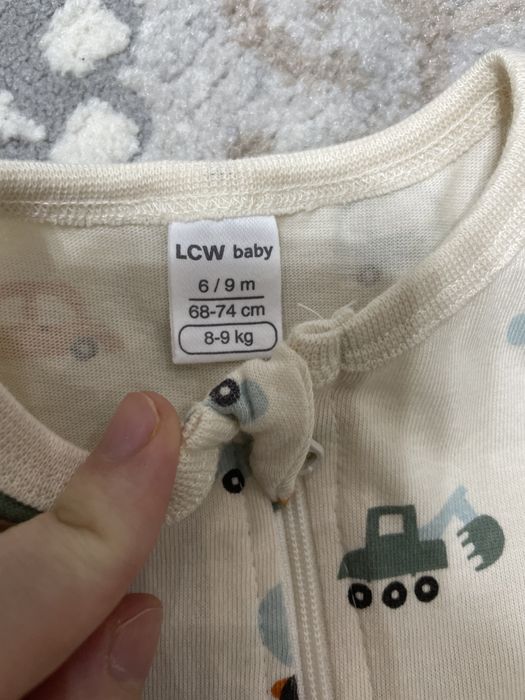 LCW baby
6 / 9 m
68-74 cm
8-9 kg